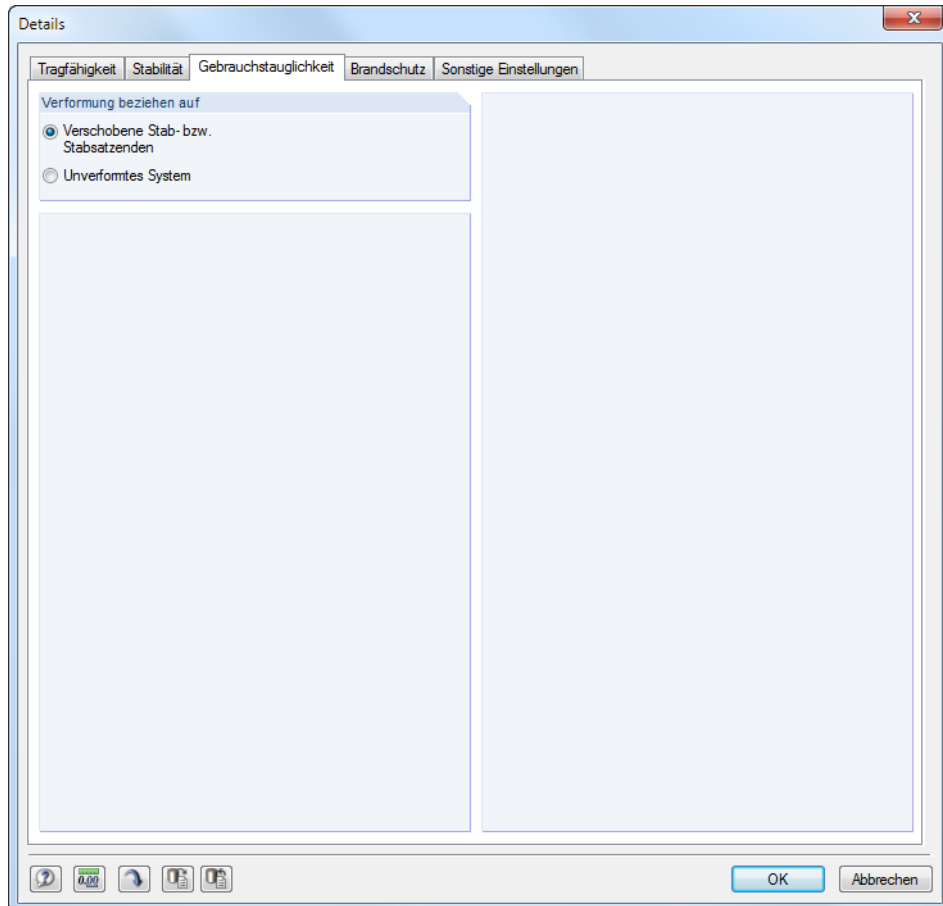 Details
Tragfähigkeit Stabilität Gebrauchstauglichkeit Brandschutz Sonstige Einstellungen
Verformung beziehen auf
Verschobene Stab- bzw.
Stabsatzenden
Unverformtes System
0.00
OK Abbrechen